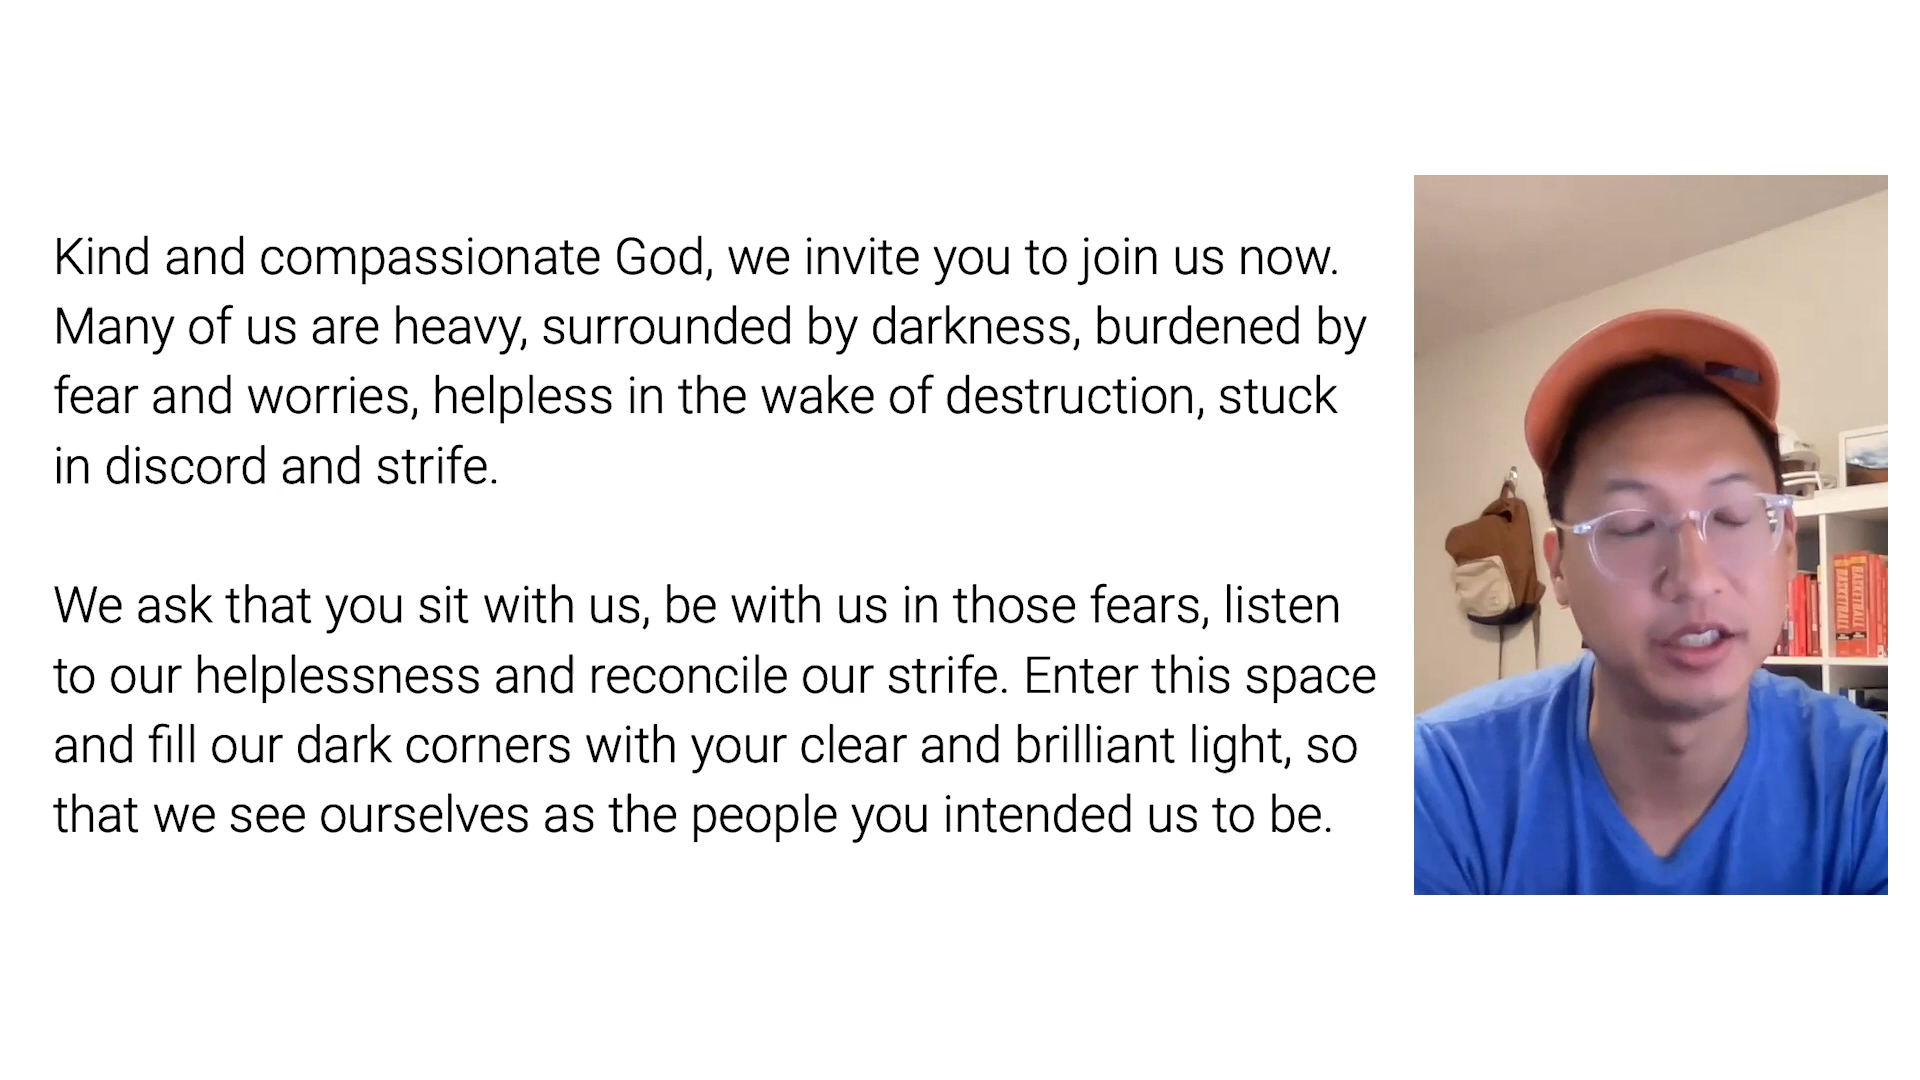 Kind and compassionate God, we invite you to join us now.
Many of us are heavy, surrounded by darkness, burdened by
fear and worries, helpless in the wake of destruction, stuck
in discord and strife.
We ask that you sit with us, be with us in those fears, listen
to our helplessness and reconcile our strife. Enter this space
and fill our dark corners with your clear and brilliant light, so
that we see ourselves as the people you intended us to be.
BASKETBALL
BASKETBALL